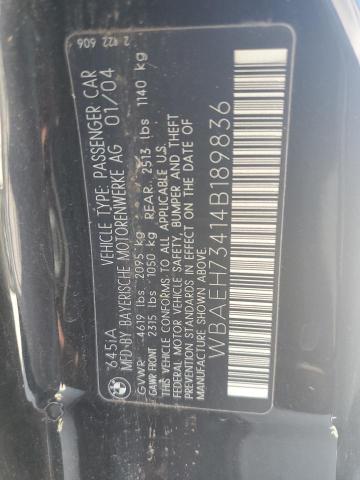 645iA VEHICLE TYPE: PASSENGER CAR 2 422 606
MFD BY BAYERISCHE MOTORENWERKE AG 01/04
GVWR: 4619 lbs 2095 kg
GAWR FRONT: 2315 lbs 1050 kg REAR: 2513 lbs 1140 kg
THIS VEHICLE CONFORMS TO ALL APPLICABLE U.S.
FEDERAL MOTOR VEHICLE SAFETY, BUMPER AND THEFT
PREVENTION STANDARDS IN EFFECT ON THE DATE OF
MANUFACTURE SHOWN ABOVE.
WBAEH73414B189836